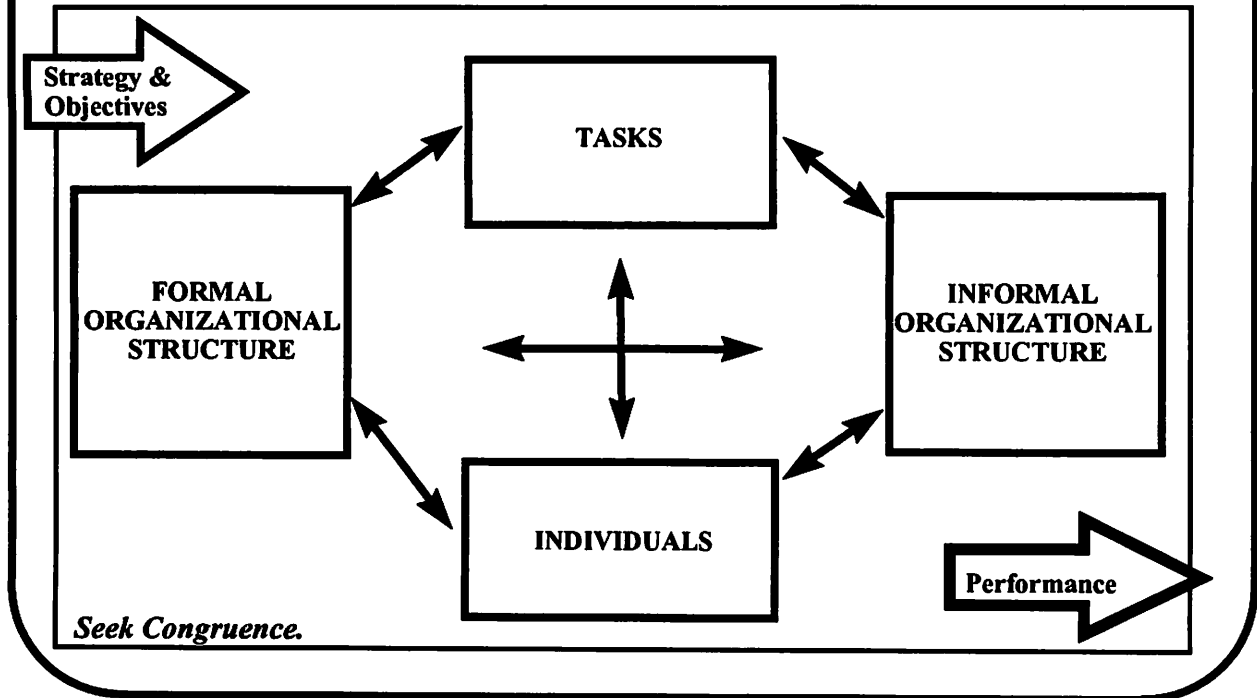 Strategy &
Objectives
TASKS
FORMAL
ORGANIZATIONAL
STRUCTURE
INFORMAL
ORGANIZATIONAL
STRUCTURE
INDIVIDUALS
Performance
Seek Congruence.